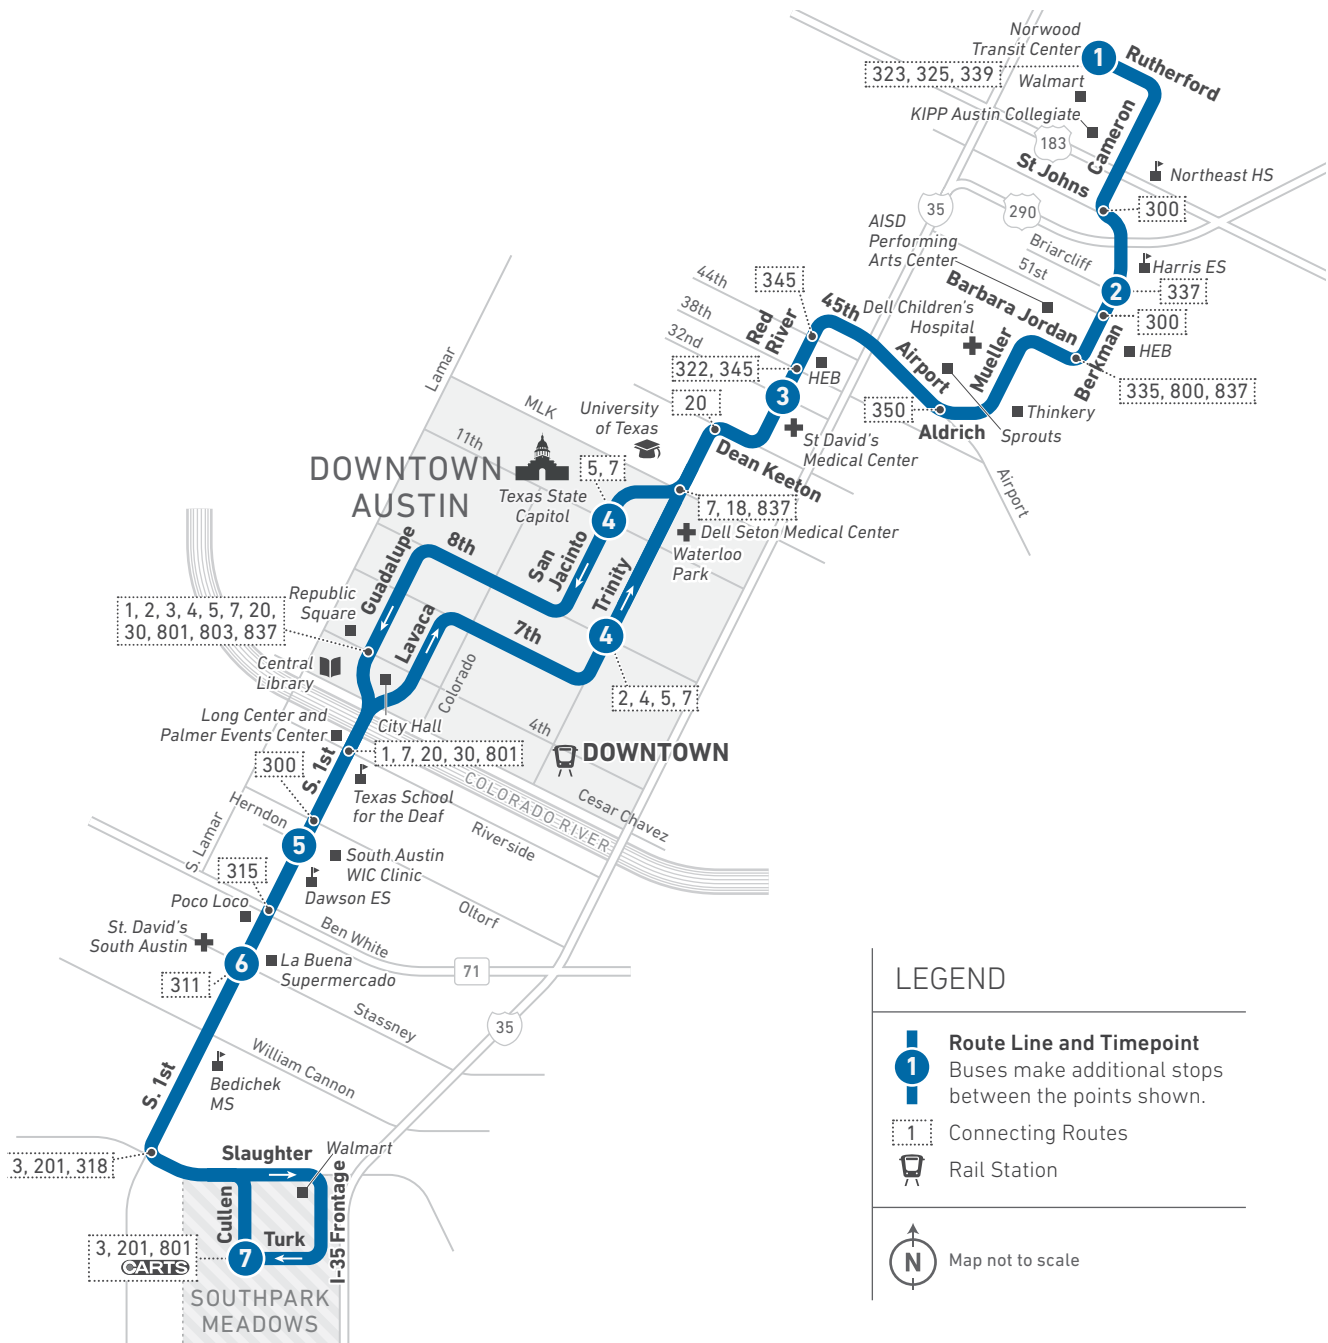 Norwood
Transit Center
1
Rutherford
323, 325, 339
Walmart
KIPP Austin Collegiate
183
Cameron
St Johns
Northeast HS
35
290
300
AISD
Performing
Arts Center
Briarcliff
51st
Harris ES
2
337
44th
345
45th
Barbara Jordan
Dell Children's
Hospital
300
38th
Red
River
32nd
Airport
Mueller
Berkman
HEB
Lamar
322, 345
HEB
335, 800, 837
MLK
University
of Texas
20
3
350
Thinkery
Aldrich
Sprouts
11th
St David's
Medical Center
Dean Keeton
Airport
DOWNTOWN
AUSTIN
5, 7
Texas State
Capitol
4
7, 18, 837
Dell Seton Medical Center
Waterloo
Park
Guadalupe
8th
San
Jacinto
Trinity
Republic
Square
1, 2, 3, 4, 5, 7, 20,
30, 801, 803, 837
Lavaca
7th
4
Central
Library
Colorado
2, 4, 5, 7
Long Center and
Palmer Events Center
City Hall
4th
DOWNTOWN
300
S. 1st
1, 7, 20, 30, 801
Texas School
for the Deaf
COLORADO RIVER
Cesar Chavez
Herndon
Riverside
S. Lamar
5
South Austin
WIC Clinic
315
Dawson ES
Poco Loco
Oltorf
St. David's
South Austin
Ben White
6
La Buena
Supermercado
71
311
Stassney
35
William Cannon
S. 1st
Bedichek
MS
Slaughter
Walmart
3, 201, 318
Cullen
I-35 Frontage
Turk
3, 201, 801
CARTS
7
SOUTHPARK
MEADOWS
LEGEND
1
Route Line and Timepoint
Buses make additional stops
between the points shown.
1
Connecting Routes
Rail Station
N
Map not to scale